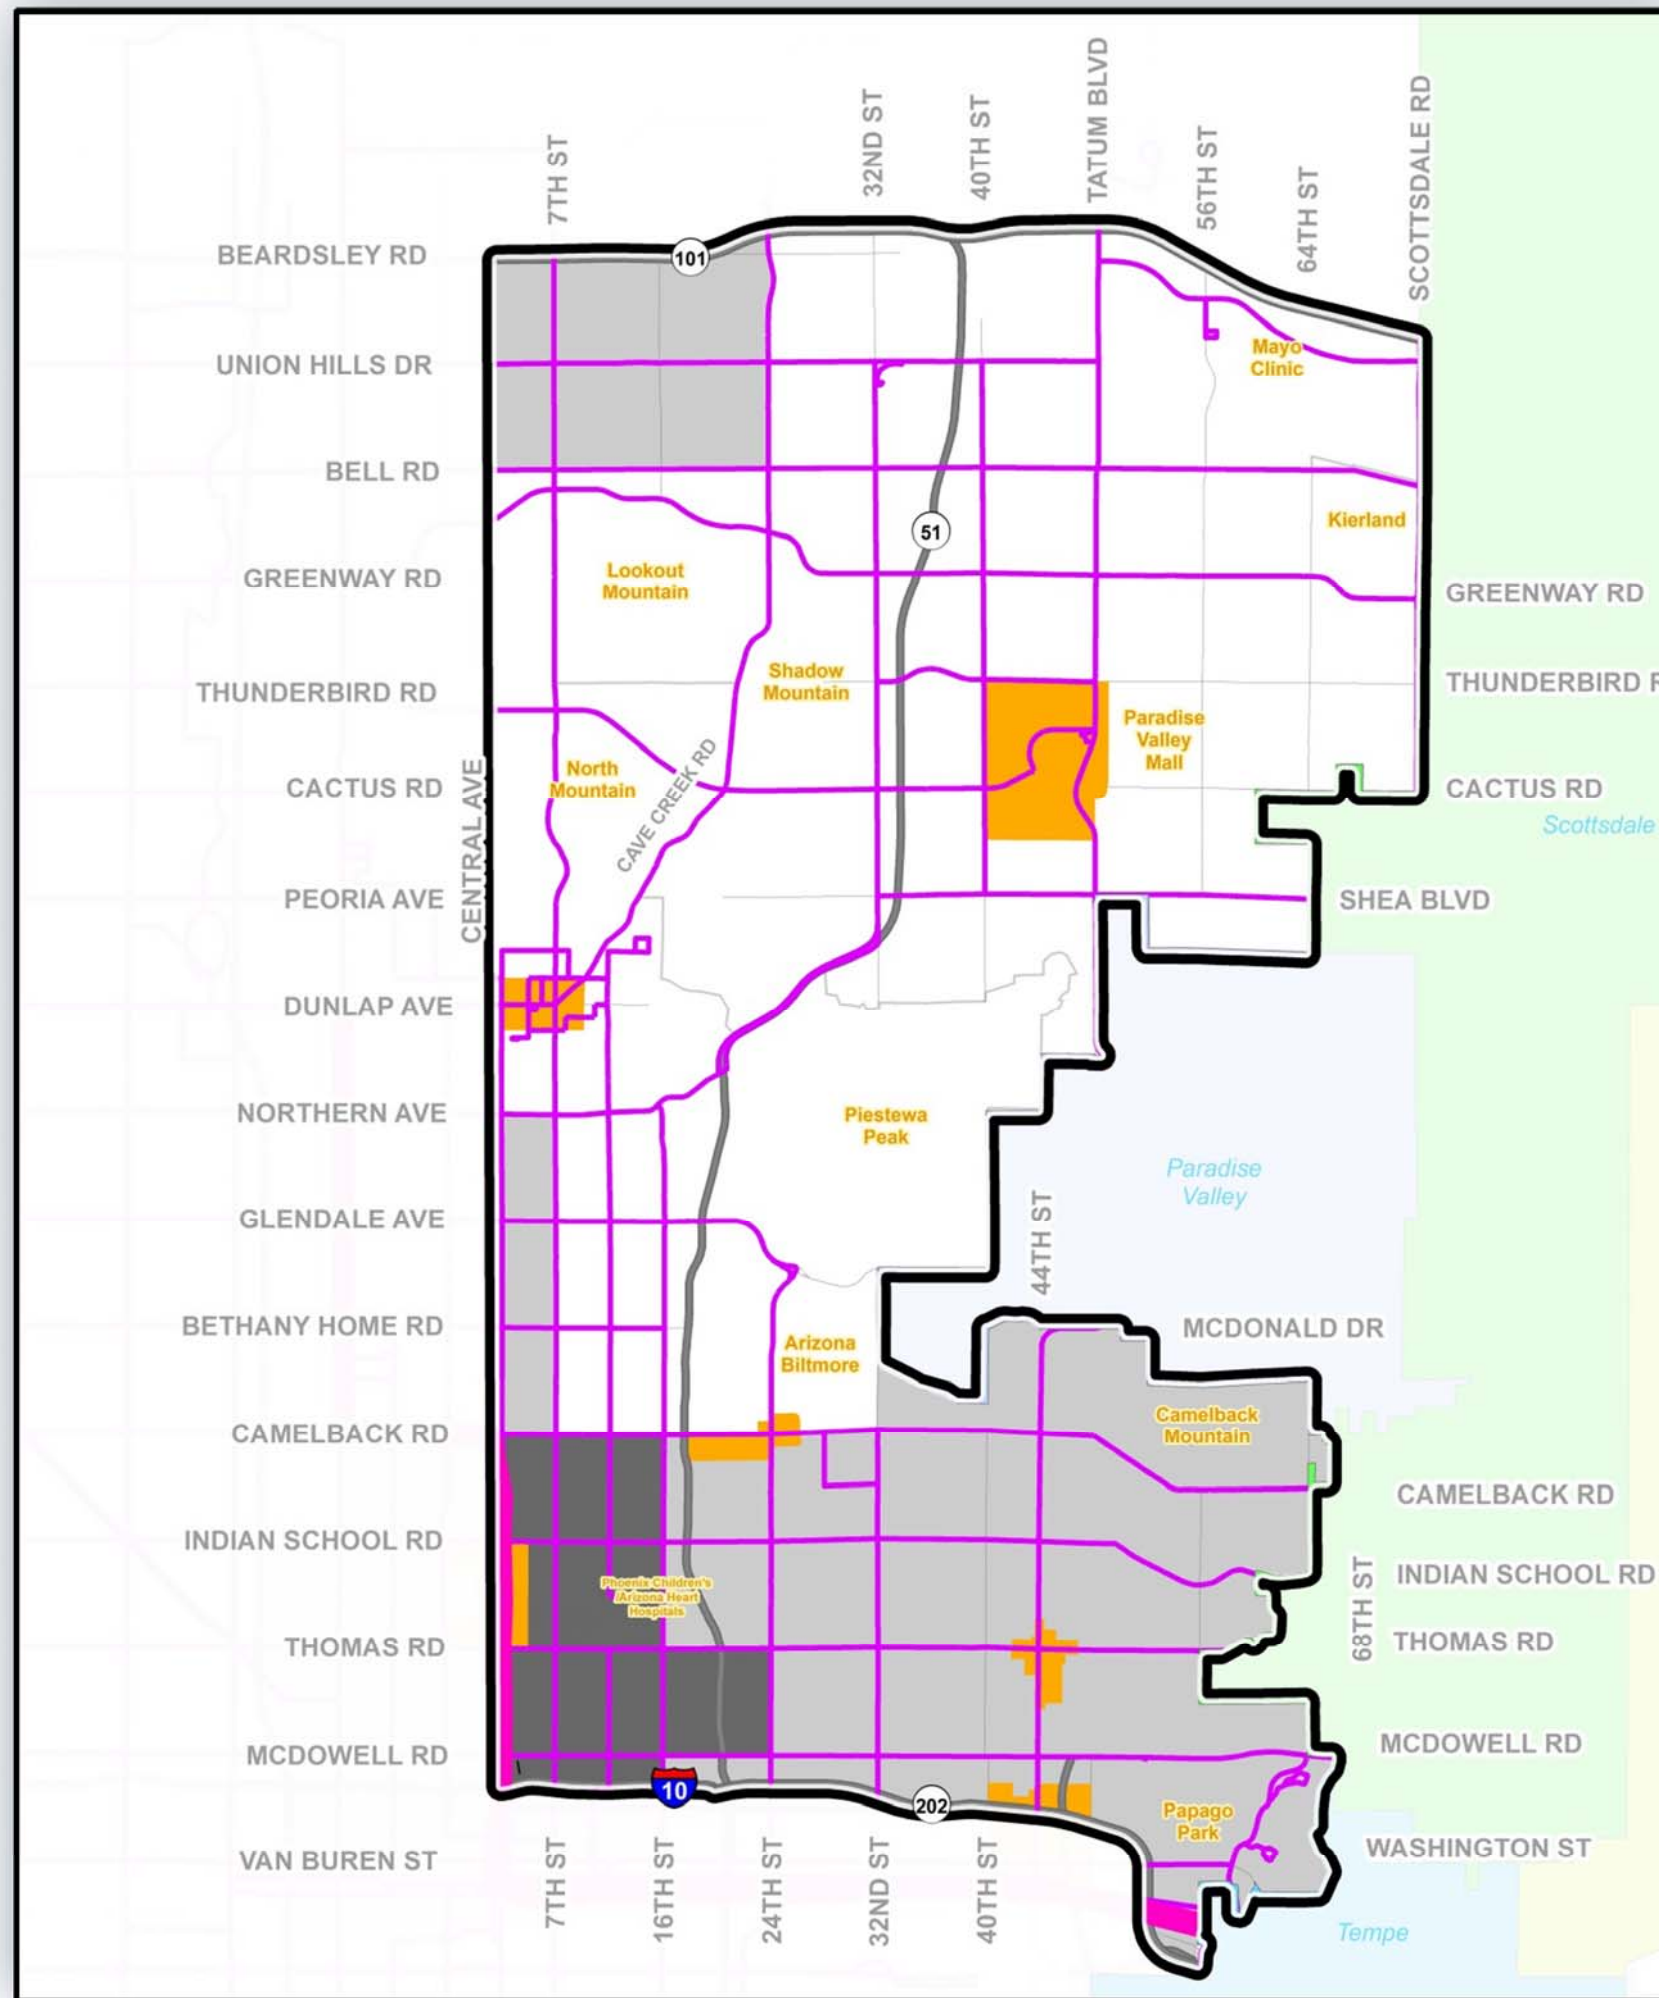 7TH ST
32ND ST
40TH ST
TATUM BLVD
56TH ST
64TH ST
SCOTTSDALE RD
BEARDSLEY RD
101
UNION HILLS DR
Mayo
Clinic
BELL RD
Kierland
51
GREENWAY RD
Lookout
Mountain
GREENWAY RD
THUNDERBIRD RD
Shadow
Mountain
THUNDERBIRD R
Paradise
Valley
Mall
CENTRAL AVE
CACTUS RD
North
Mountain
CAVE CREEK RD
CACTUS RD
Scottsdale
PEORIA AVE
SHEA BLVD
DUNLAP AVE
NORTHERN AVE
Piestewa
Peak
Paradise
Valley
GLENDALE AVE
44TH ST
BETHANY HOME RD
Arizona
Biltmore
MCDONALD DR
CAMELBACK RD
Camelback
Mountain
CAMELBACK RD
INDIAN SCHOOL RD
Phoenix Children's
/Arizona Heart
Hospitals
68TH ST
INDIAN SCHOOL RD
THOMAS RD
THOMAS RD
MCDOWELL RD
MCDOWELL RD
10
202
Papago
Park
VAN BUREN ST
WASHINGTON ST
7TH ST
16TH ST
24TH ST
32ND ST
40TH ST
Tempe